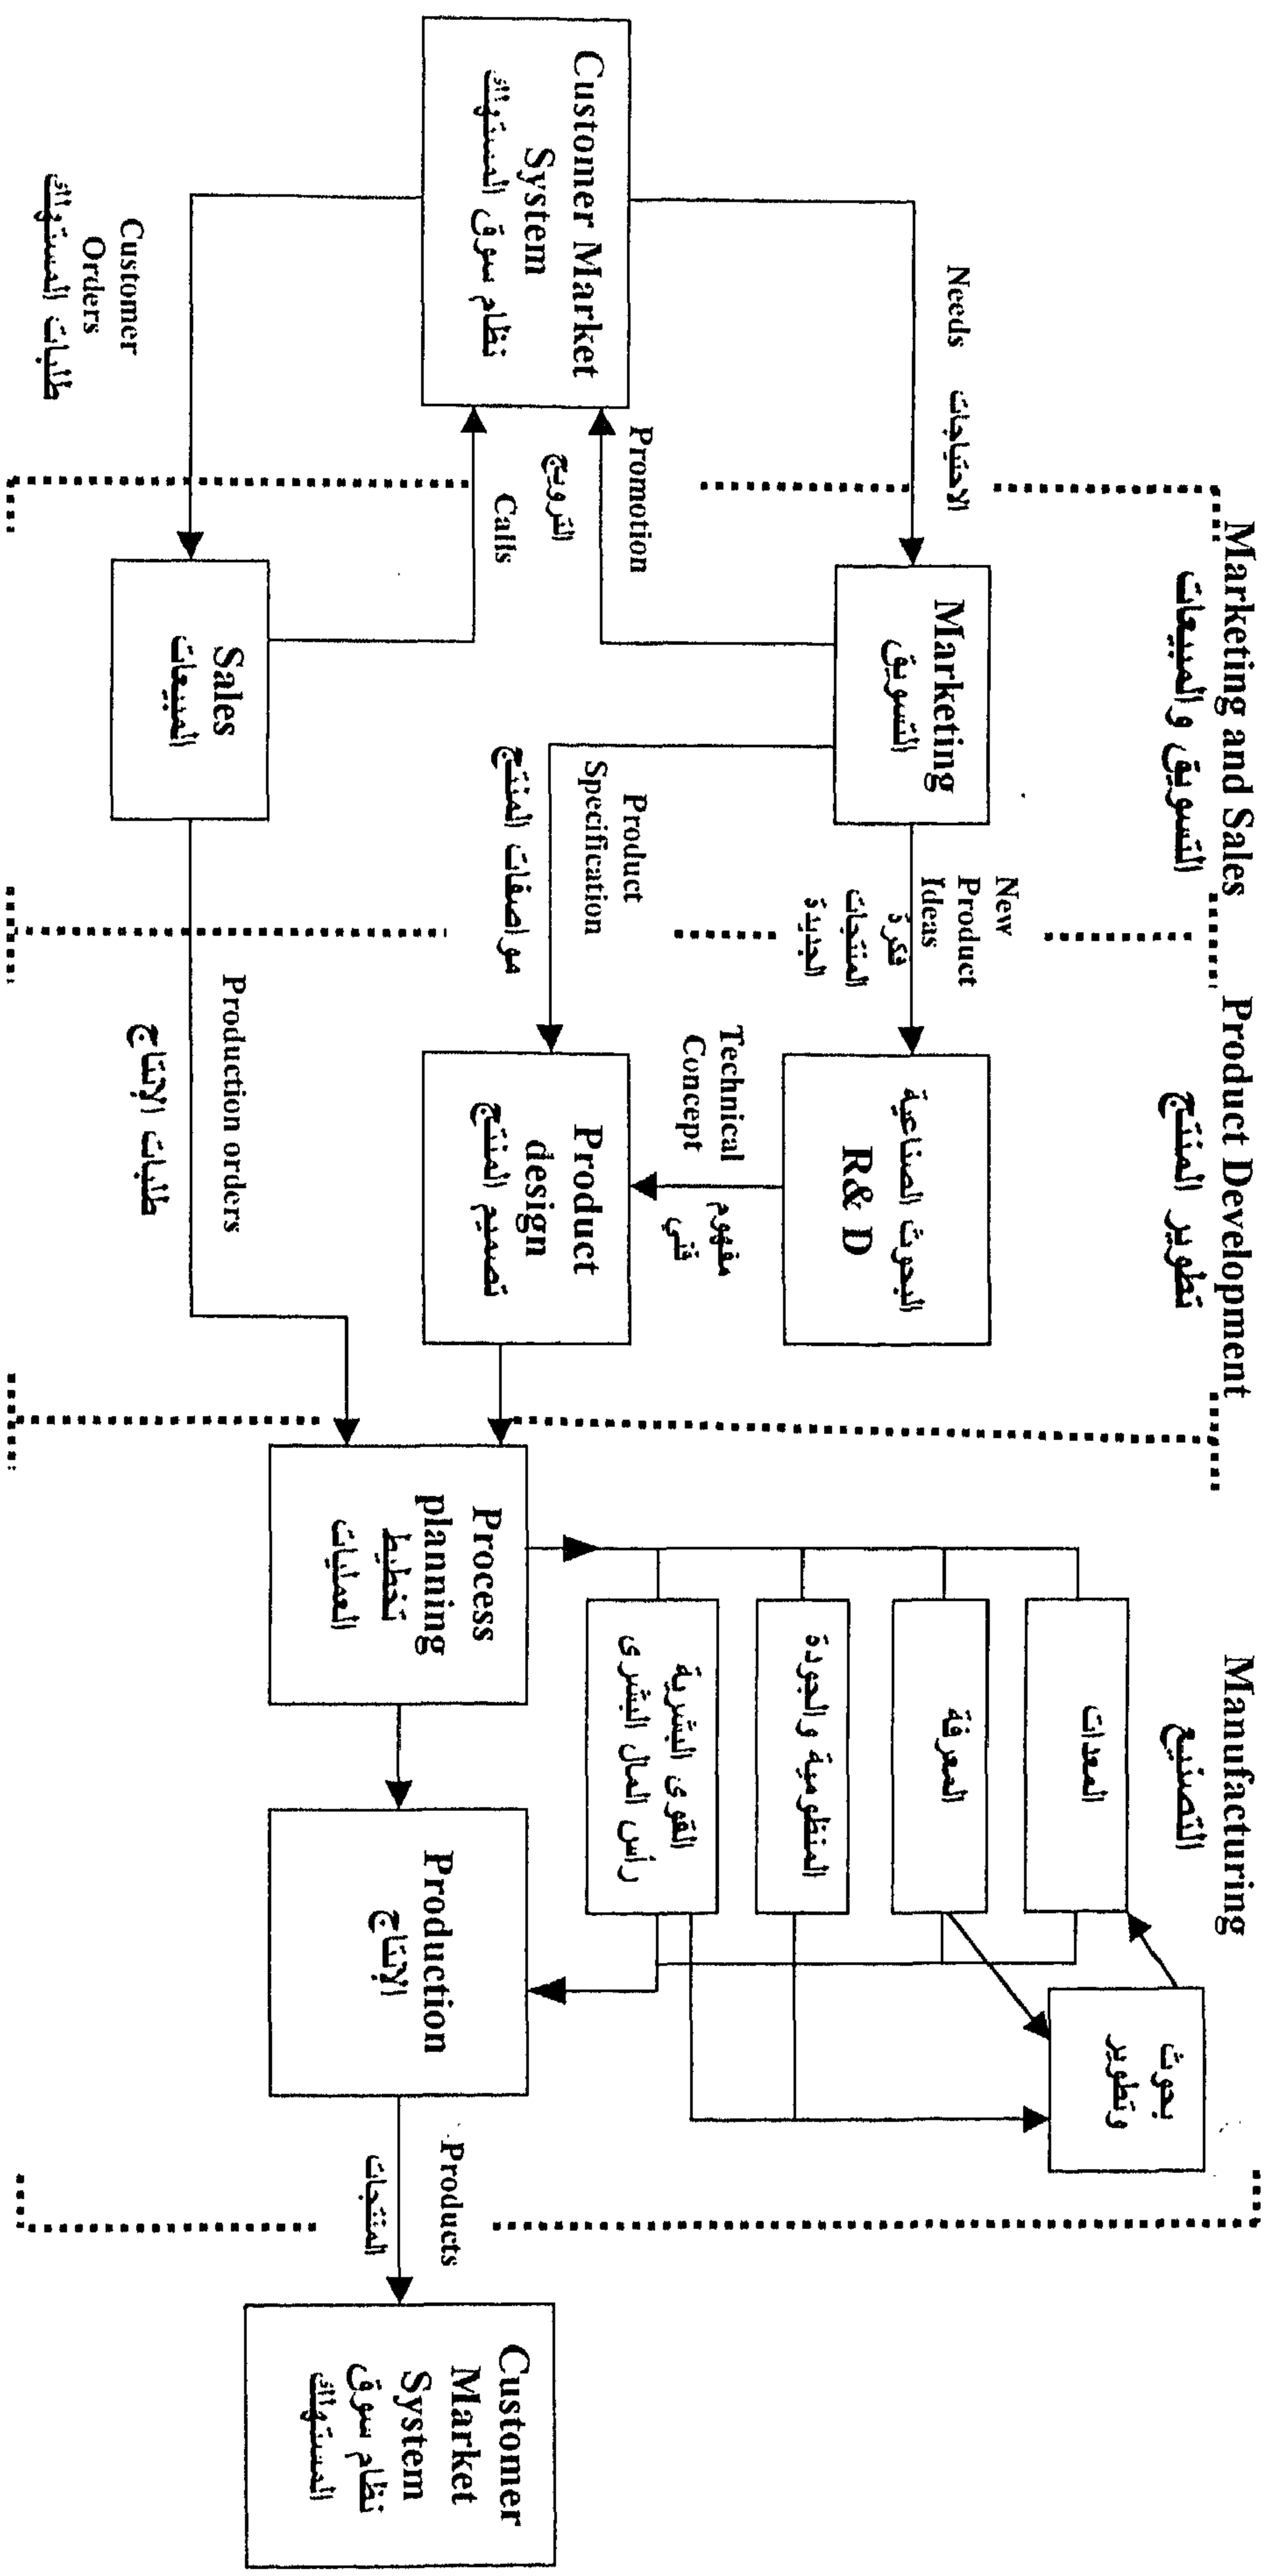 Marketing and Sales
التسويق والمبيعات
Product Development
تطوير المنتج
Manufacturing
التصنيع
Needs الاحتياجات
Customer Market
System
نظام سوق المستهلك
Promotion
الترويج
Calls
Customer
Orders
طلبات المستهلك
Marketing
التسويق
Sales
المبيعات
New
Product
Ideas
فكرة
المنتجات
الجديدة
Product
Specification
مواصفات المنتج
Production orders
طلبات الإنتاج
البحوث الصناعية
R& D
Technical
Concept
مفهوم
فني
Product
design
تصميم المنتج
Process
planning
تخطيط
العمليات
المعدات
المعرفة
المنظومية والجودة
القوى البشرية
رأس المال البشرى
بحوث
وتطوير
Production
الإنتاج
Products
المنتجات
Customer
Market
System
نظام سوق
المستهلك